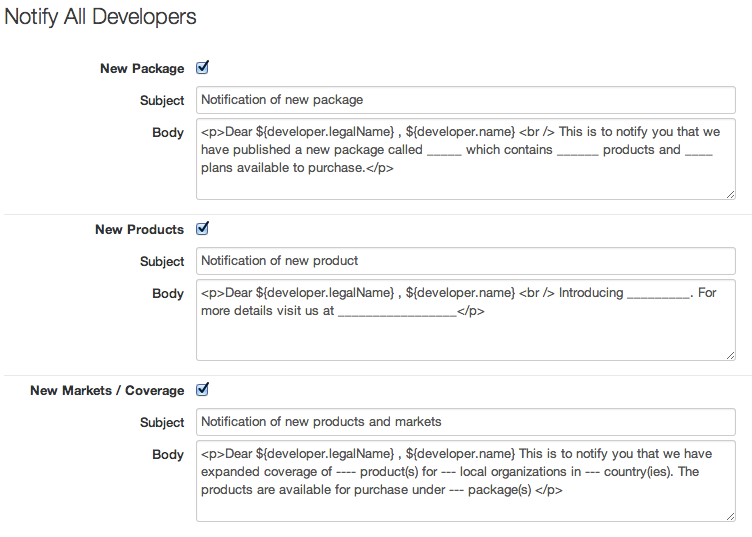 Notify All Developers
New Package
Subject Notification of new package
Body <p>Dear ${developer.legalName} , ${developer.name} <br /> This is to notify you that we
have published a new package called _____ which contains ______ products and ____
plans available to purchase.</p>
New Products
Subject Notification of new product
Body <p>Dear ${developer.legalName} , ${developer.name} <br /> Introducing _________. For
more details visit us at _________________</p>
New Markets / Coverage
Subject Notification of new products and markets
Body <p>Dear ${developer.legalName} , ${developer.name} This is to notify you that we have
expanded coverage of ---- product(s) for --- local organizations in --- country(ies). The
products are available for purchase under --- package(s) </p>